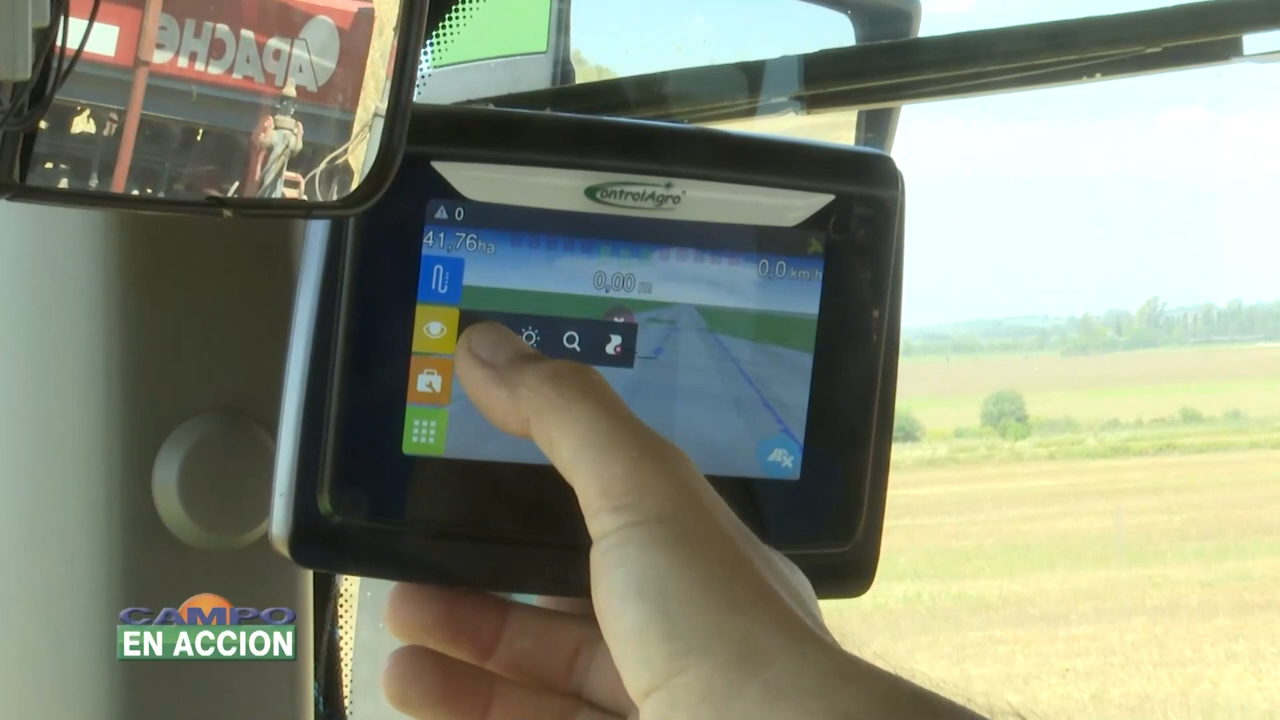 APACHE
ControlAgro®
0
41,76ha
0,0 km/h
0,00 m
CAMPO
EN ACCION